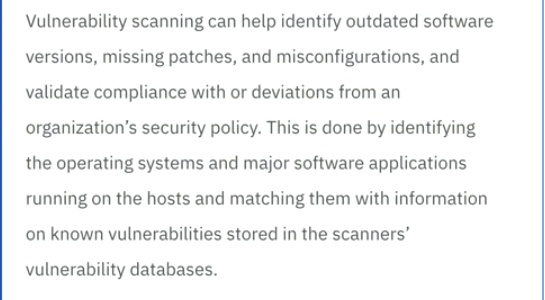 Vulnerability scanning can help identify outdated software
versions, missing patches, and misconfigurations, and
validate compliance with or deviations from an
organization’s security policy. This is done by identifying
the operating systems and major software applications
running on the hosts and matching them with information
on known vulnerabilities stored in the scanners’
vulnerability databases.